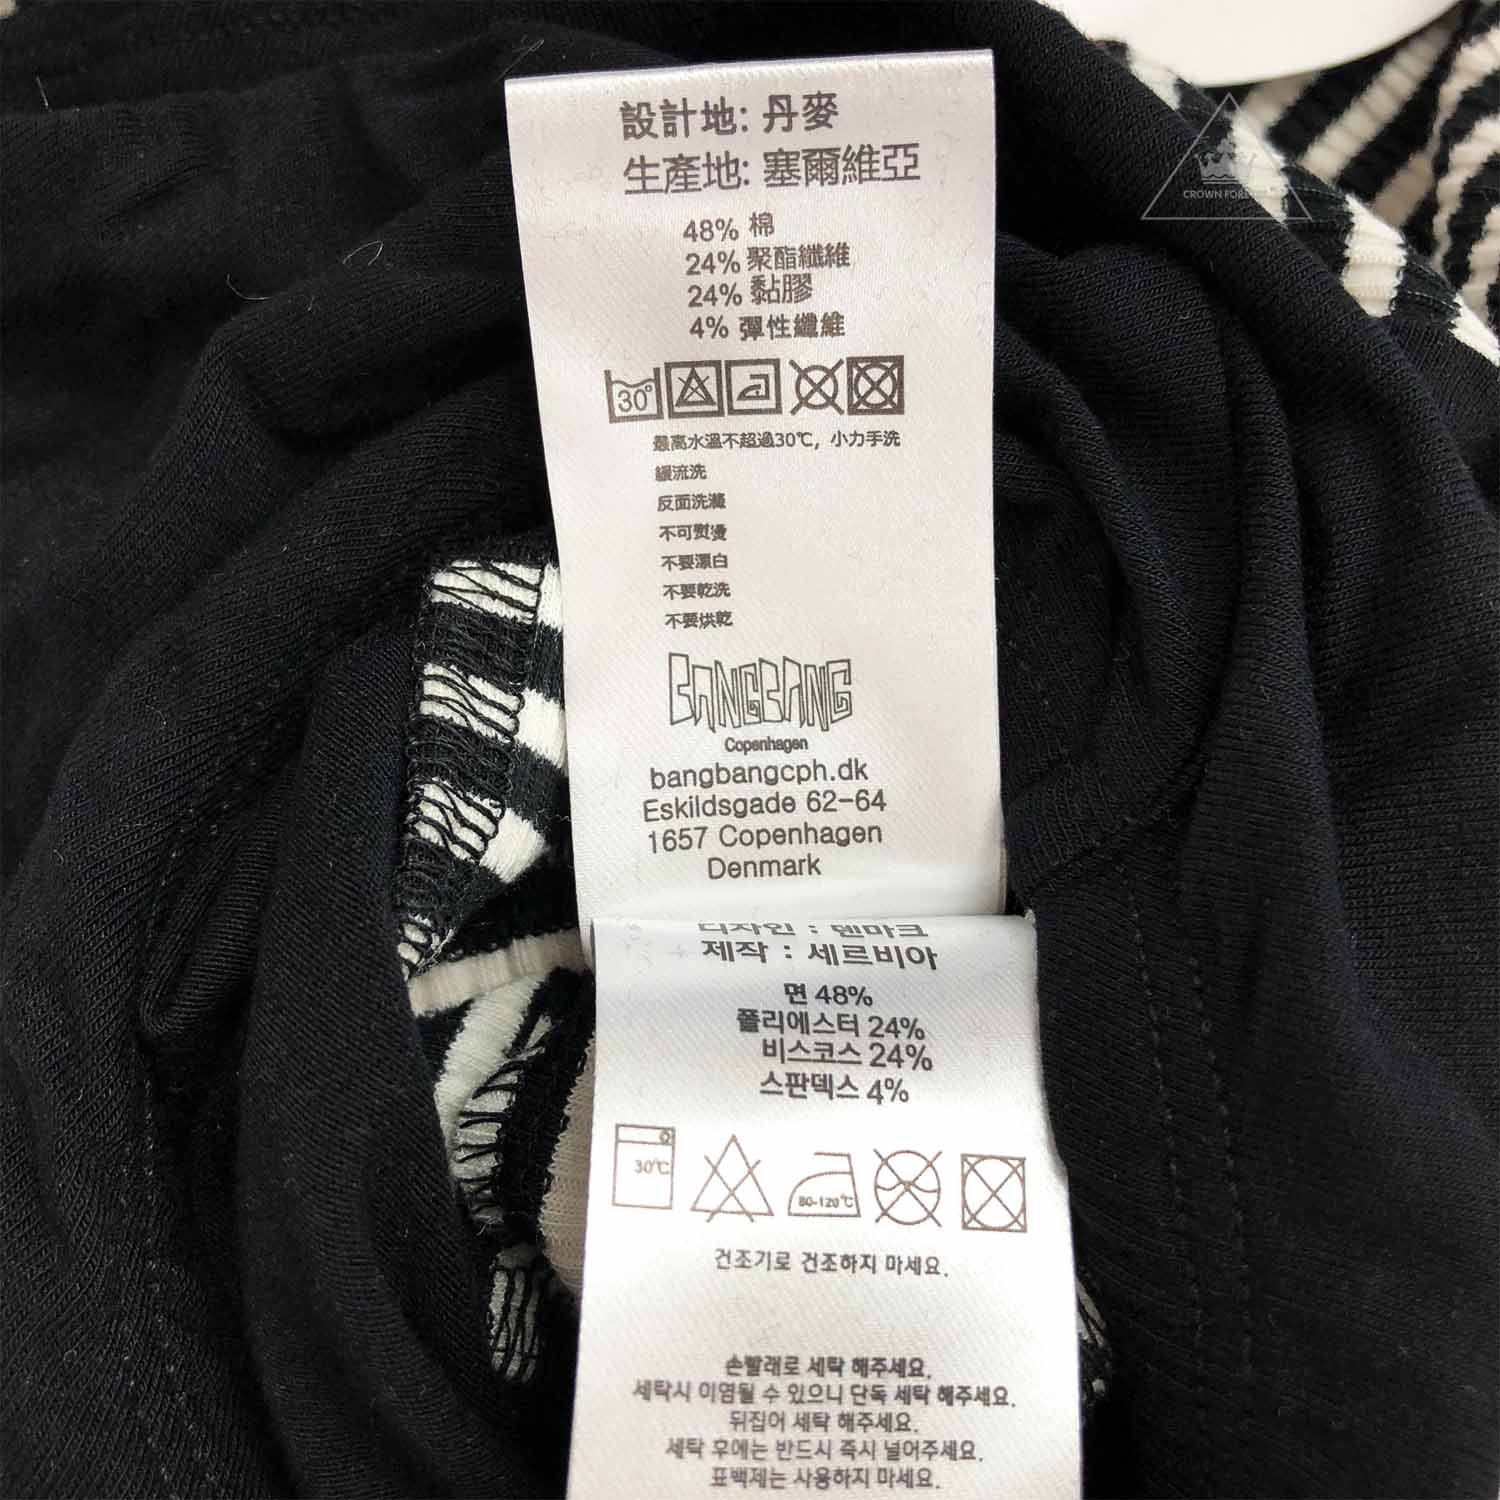 設計地: 丹麥
生產地: 塞爾維亞
48% 棉
24% 聚酯纖維
24% 黏膠
4% 彈性纖維
30°
最高水溫不超過30℃, 小力手洗
緩流洗
反面洗滌
不可熨燙
不要漂白
不要乾洗
不要烘乾
BANGBANG
Copenhagen
bangbangcph.dk
Eskildsgade 62-64
1657 Copenhagen
Denmark
디자인 : 덴마크
제작 : 세르비아
면 48%
폴리에스터 24%
비스코스 24%
스판덱스 4%
30℃
80-120℃
건조기로 건조하지 마세요.
손빨래로 세탁 해주세요.
세탁시 이염될 수 있으니 단독 세탁 해주세요.
뒤집어 세탁 해주세요.
세탁 후에는 반드시 즉시 널어주세요.
표백제는 사용하지 마세요.
CROWN